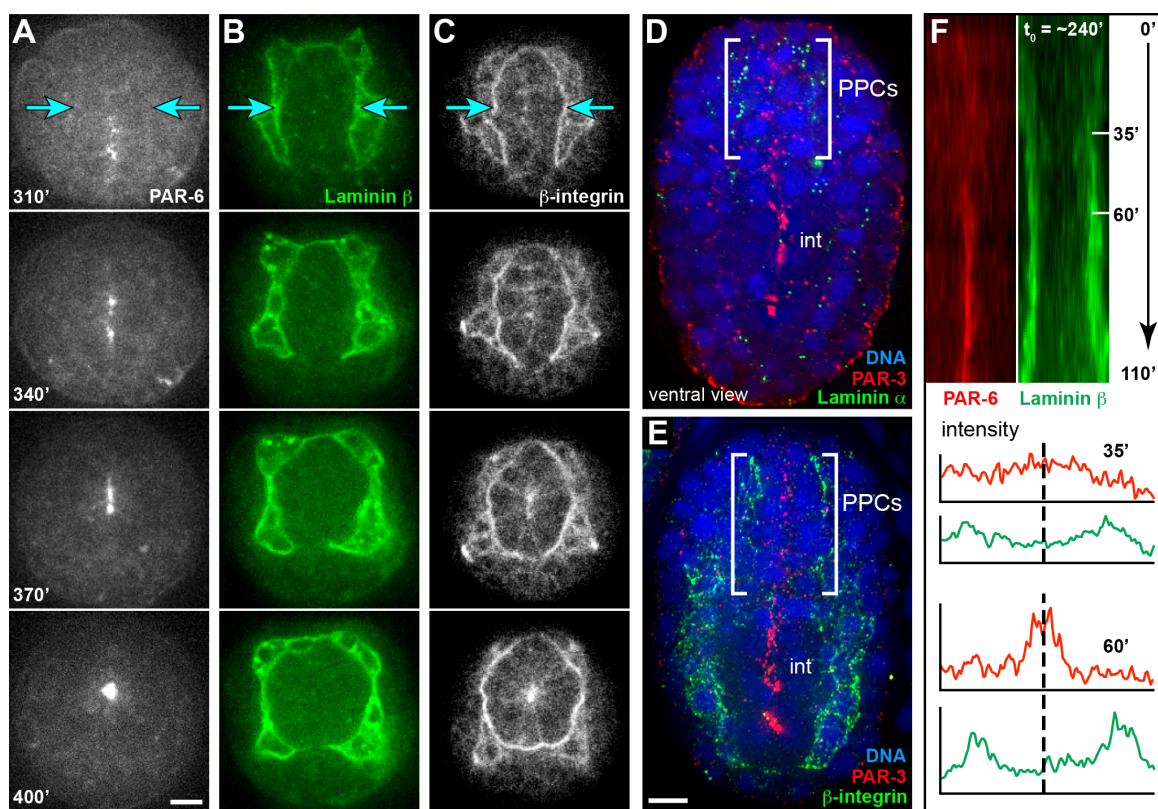 A
310'
PAR-6
340'
370'
400'
B
Laminin β
C
β-integrin
D
PPCs
int
DNA
PAR-3
ventral view
Laminin α
E
PPCs
int
DNA
PAR-3
β-integrin
F
t0 = ~240'
0'
35'
60'
110'
PAR-6
Laminin β
intensity
35'
60'